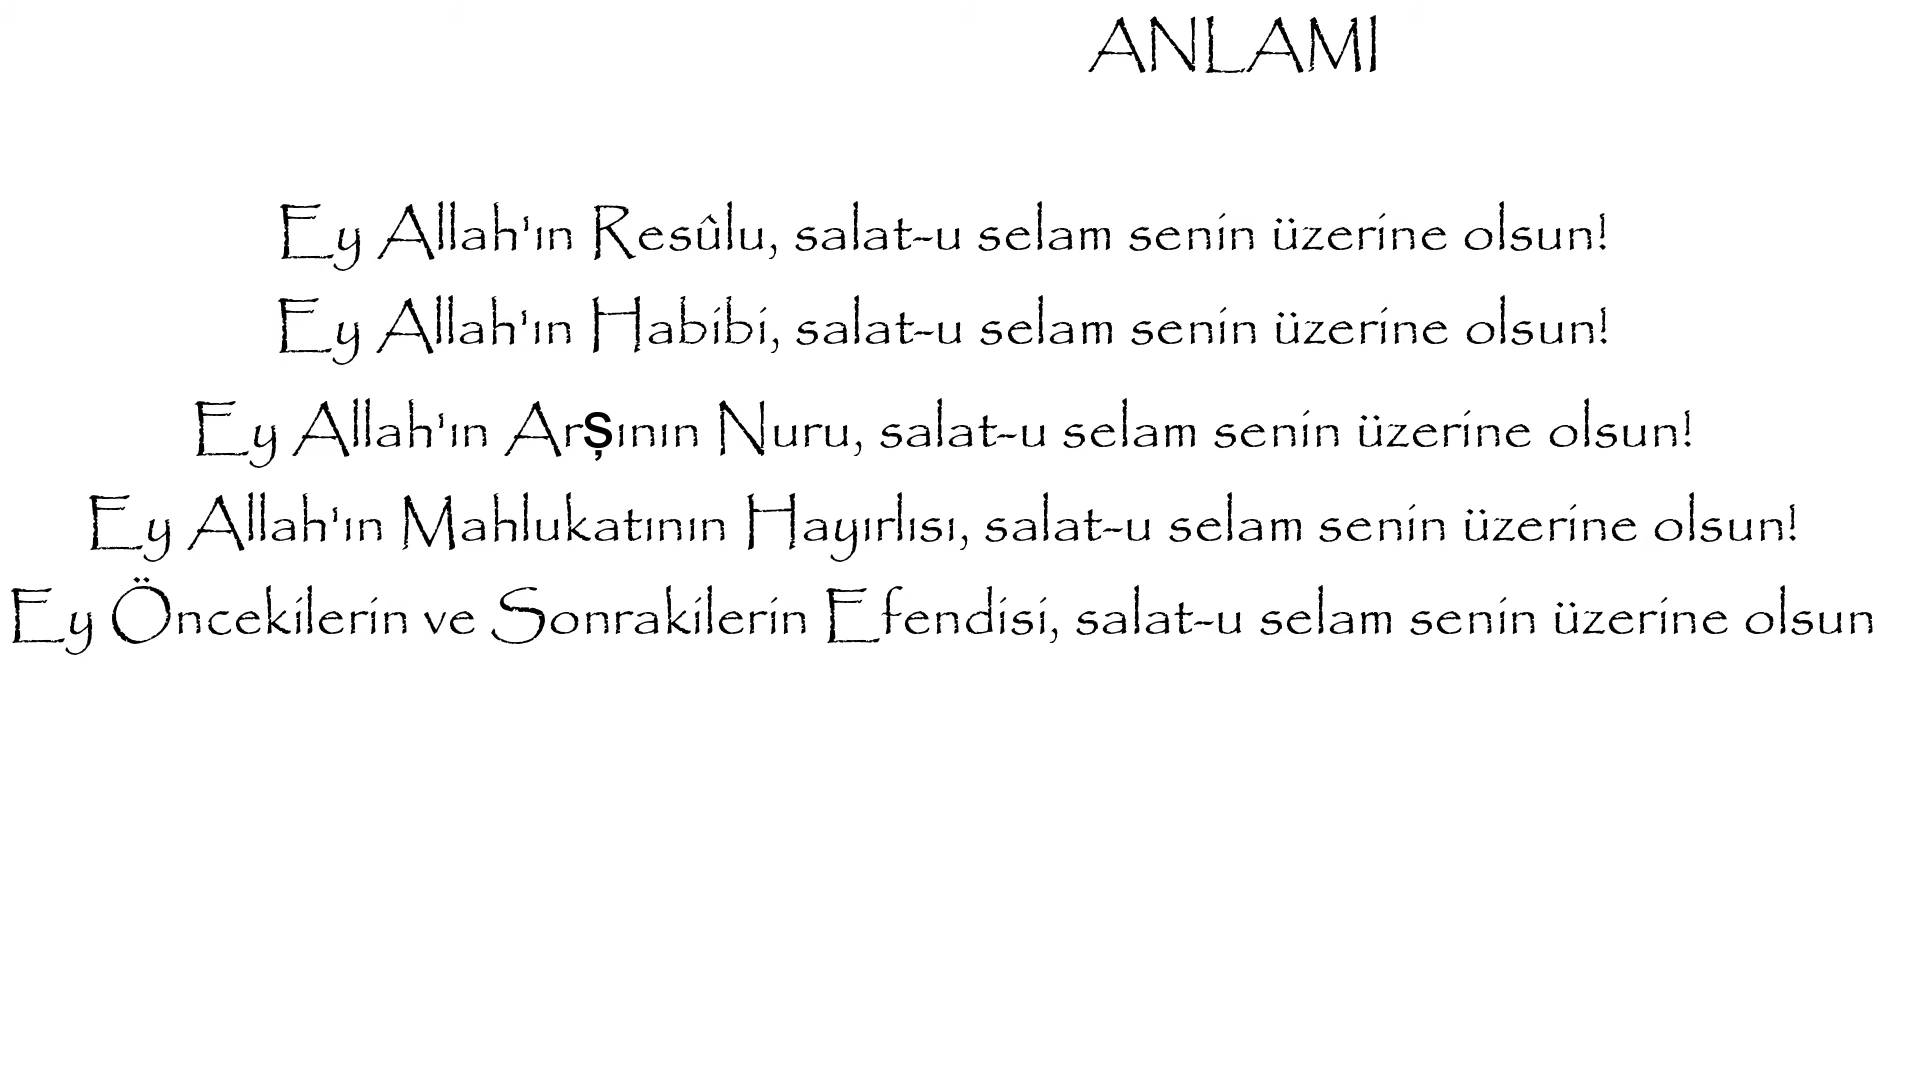 ANLAMI
Ey Allah'ın Resûlu, salat-u selam senin üzerine olsun!
Ey Allah'ın Habibi, salat-u selam senin üzerine olsun!
Ey Allah'ın Arşının Nuru, salat-u selam senin üzerine olsun!
Ey Allah'ın Mahlukatının Hayırlısı, salat-u selam senin üzerine olsun!
Ey Öncekilerin ve Sonrakilerin Efendisi, salat-u selam senin üzerine olsun